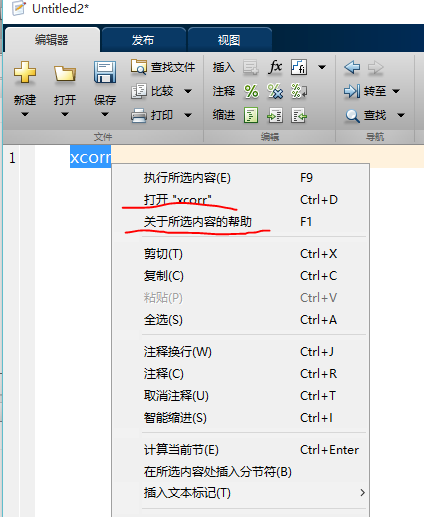 Untitled2*
编辑器 发布 视图
新建 打开 保存 查找文件 比较 打印 插入 fx 注释 缩进 转至 查找
文件 编辑 导航
1 xcorr
执行所选内容(E) F9
打开 "xcorr" Ctrl+D
关于所选内容的帮助 F1
剪切(T) Ctrl+X
复制(C) Ctrl+C
粘贴(P) Ctrl+V
全选(S) Ctrl+A
注释换行(W) Ctrl+J
注释(C) Ctrl+R
取消注释(U) Ctrl+T
智能缩进(S) Ctrl+I
计算当前节(E) Ctrl+Enter
在所选内容处插入分节符(B)
插入文本标记(T)